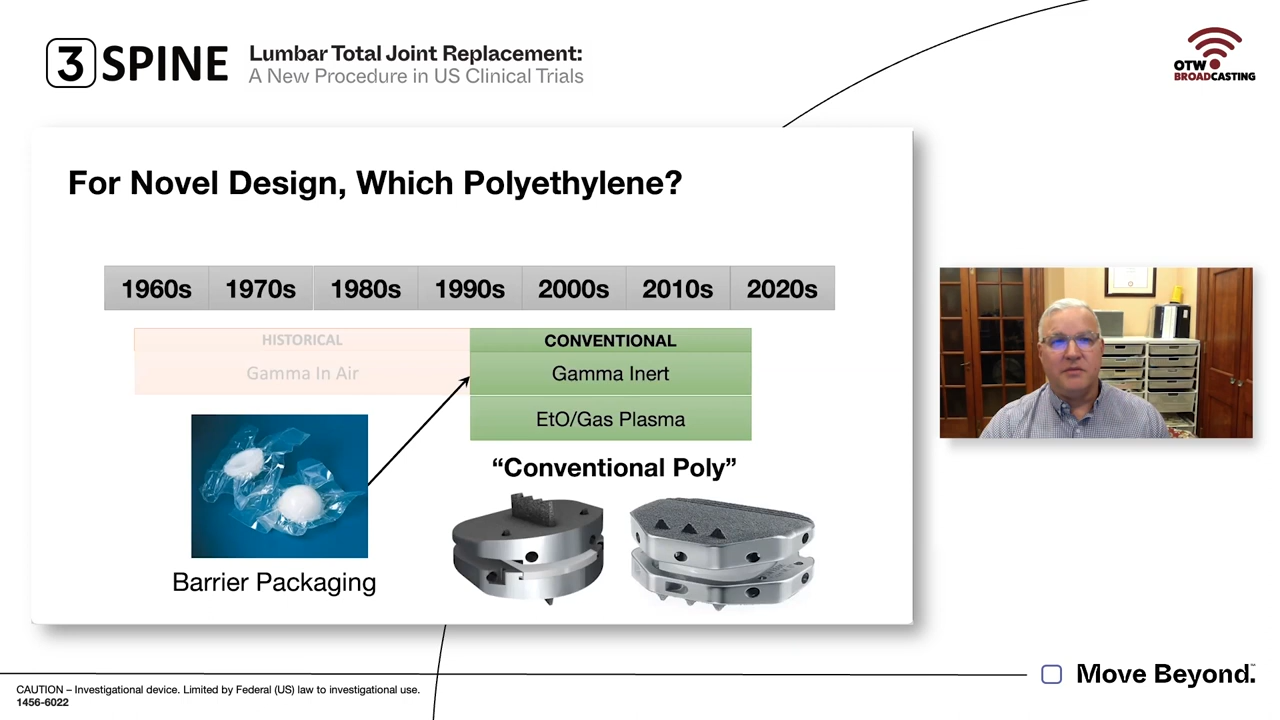 3 SPINE
Lumbar Total Joint Replacement:
A New Procedure in US Clinical Trials
OTW
BROADCASTING
For Novel Design, Which Polyethylene?
1960s 1970s 1980s 1990s 2000s 2010s 2020s
HISTORICAL
Gamma In Air
CONVENTIONAL
Gamma Inert
EtO/Gas Plasma
“Conventional Poly”
Barrier Packaging
CAUTION – Investigational device. Limited by Federal (US) law to investigational use.
1456-6022
Move Beyond.™